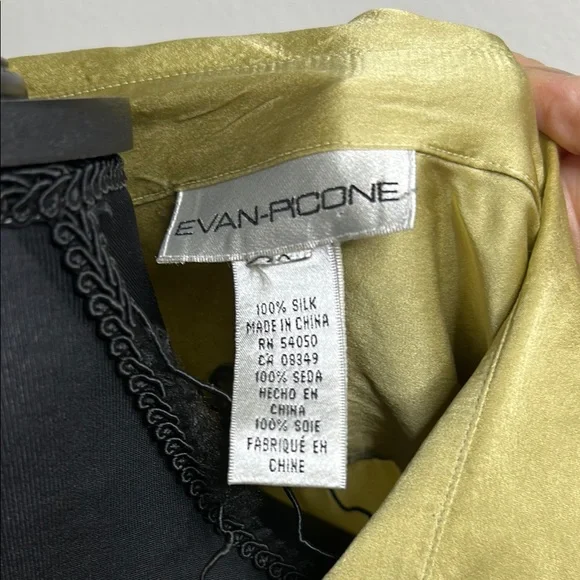 EVAN-PICONE
100% SILK
MADE IN CHINA
RN 54050
CA 09349
100% SEDA
HECHO EN
CHINA
100% SOIE
FABRIQUÉ EN
CHINE